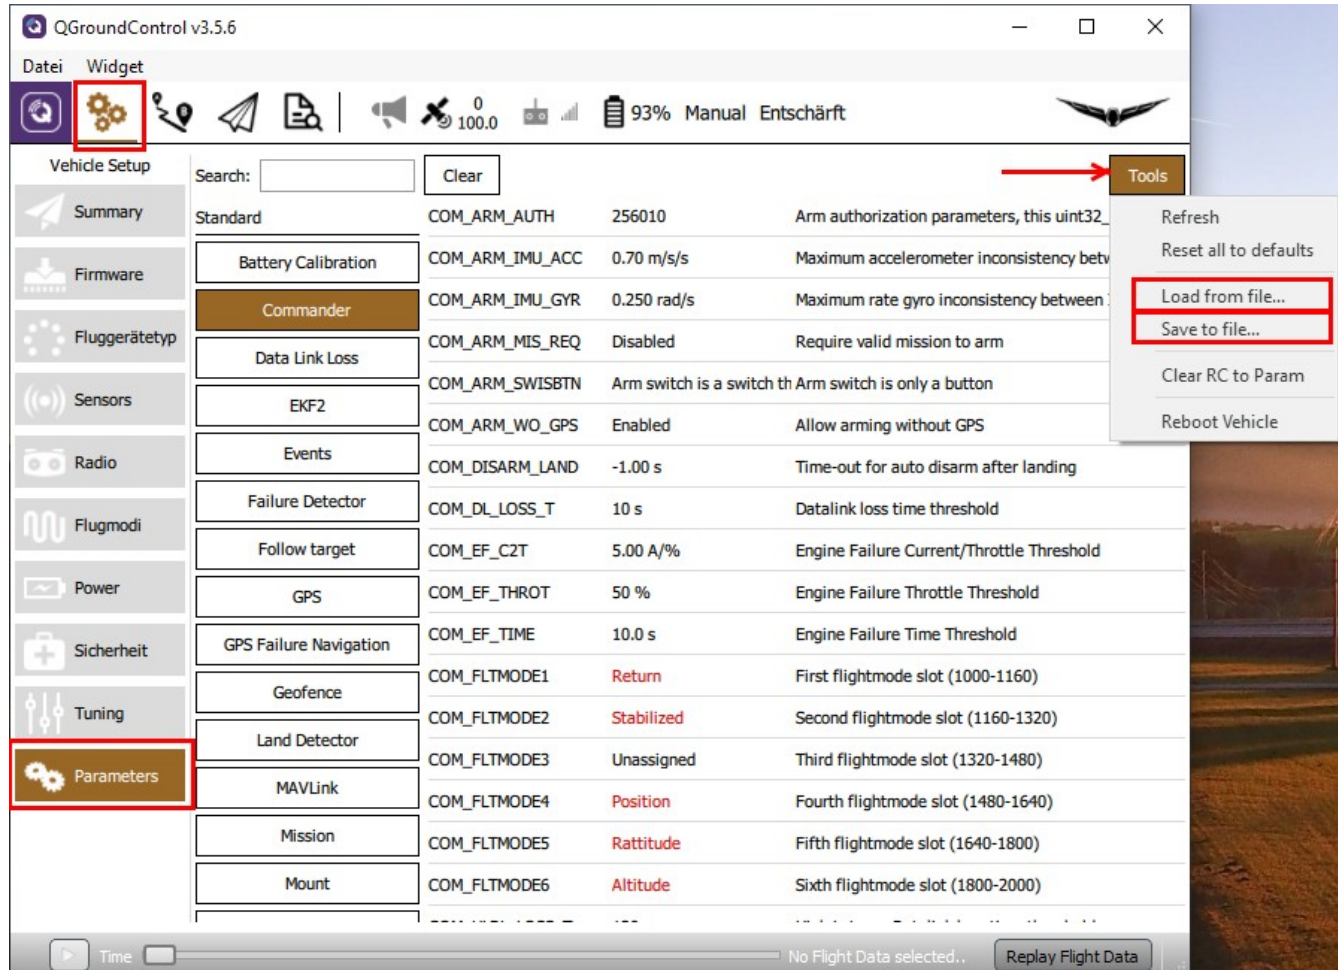 QGroundControl v3.5.6
Datei Widget
0
100.0
93% Manual Entschärft
Vehicle Setup
Summary
Firmware
Fluggerätetyp
Sensors
Radio
Flugmodi
Power
Sicherheit
Tuning
Parameters
Search: Clear Tools
Standard
Battery Calibration
Commander
Data Link Loss
EKF2
Events
Failure Detector
Follow target
GPS
GPS Failure Navigation
Geofence
Land Detector
MAVLink
Mission
Mount
COM_ARM_AUTH 256010 Arm authorization parameters, this uint32_
COM_ARM_IMU_ACC 0.70 m/s/s Maximum accelerometer inconsistency betw
COM_ARM_IMU_GYR 0.250 rad/s Maximum rate gyro inconsistency between
COM_ARM_MIS_REQ Disabled Require valid mission to arm
COM_ARM_SWISBTN Arm switch is a switch th Arm switch is only a button
COM_ARM_WO_GPS Enabled Allow arming without GPS
COM_DISARM_LAND -1.00 s Time-out for auto disarm after landing
COM_DL_LOSS_T 10 s Datalink loss time threshold
COM_EF_C2T 5.00 A/% Engine Failure Current/Throttle Threshold
COM_EF_THROT 50 % Engine Failure Throttle Threshold
COM_EF_TIME 10.0 s Engine Failure Time Threshold
COM_FLTMODE1 Return First flightmode slot (1000-1160)
COM_FLTMODE2 Stabilized Second flightmode slot (1160-1320)
COM_FLTMODE3 Unassigned Third flightmode slot (1320-1480)
COM_FLTMODE4 Position Fourth flightmode slot (1480-1640)
COM_FLTMODE5 Rattitude Fifth flightmode slot (1640-1800)
COM_FLTMODE6 Altitude Sixth flightmode slot (1800-2000)
Refresh
Reset all to defaults
Load from file...
Save to file...
Clear RC to Param
Reboot Vehicle
Time No Flight Data selected.. Replay Flight Data